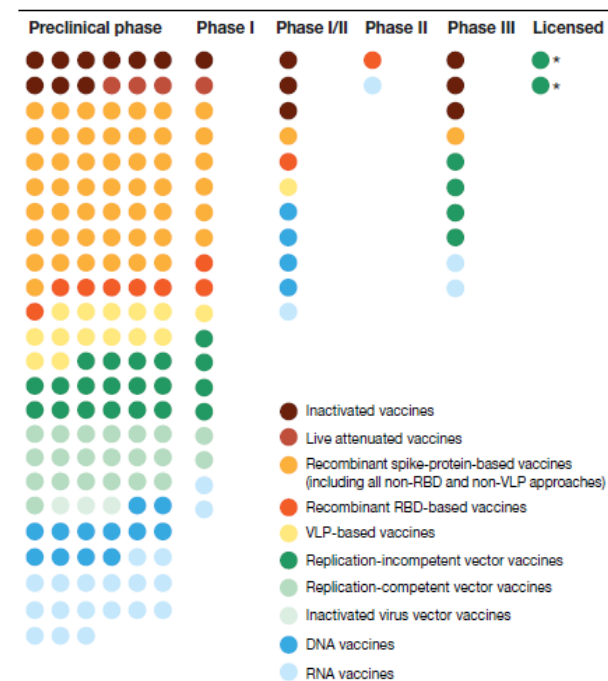 Preclinical phase Phase I Phase I/II Phase II Phase III Licensed
*
*
Inactivated vaccines
Live attenuated vaccines
Recombinant spike-protein-based vaccines
(including all non-RBD and non-VLP approaches)
Recombinant RBD-based vaccines
VLP-based vaccines
Replication-incompetent vector vaccines
Replication-competent vector vaccines
Inactivated virus vector vaccines
DNA vaccines
RNA vaccines